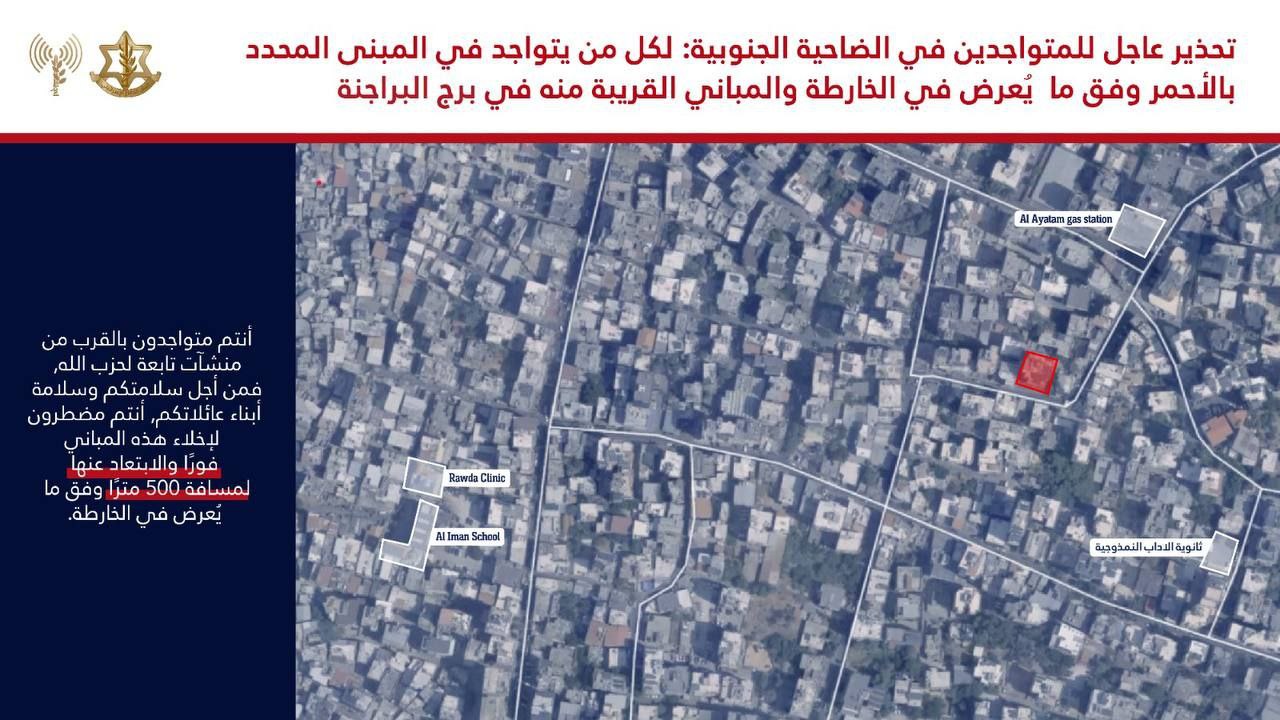 تحذير عاجل للمتواجدين في الضاحية الجنوبية: لكل من يتواجد في المبنى المحدد
بالأحمر وفق ما يُعرض في الخارطة والمباني القريبة منه في برج البراجنة
أنتم متواجدون بالقرب من
منشآت تابعة لحزب الله,
فمن أجل سلامتكم وسلامة
أبناء عائلاتكم, أنتم مضطرون
لإخلاء هذه المباني
فورًا والابتعاد عنها
لمسافة 500 مترًا وفق ما
يُعرض في الخارطة.
Al Ayatam gas station
Rawda Clinic
Al Iman School
ثانوية الاداب النمذوجية